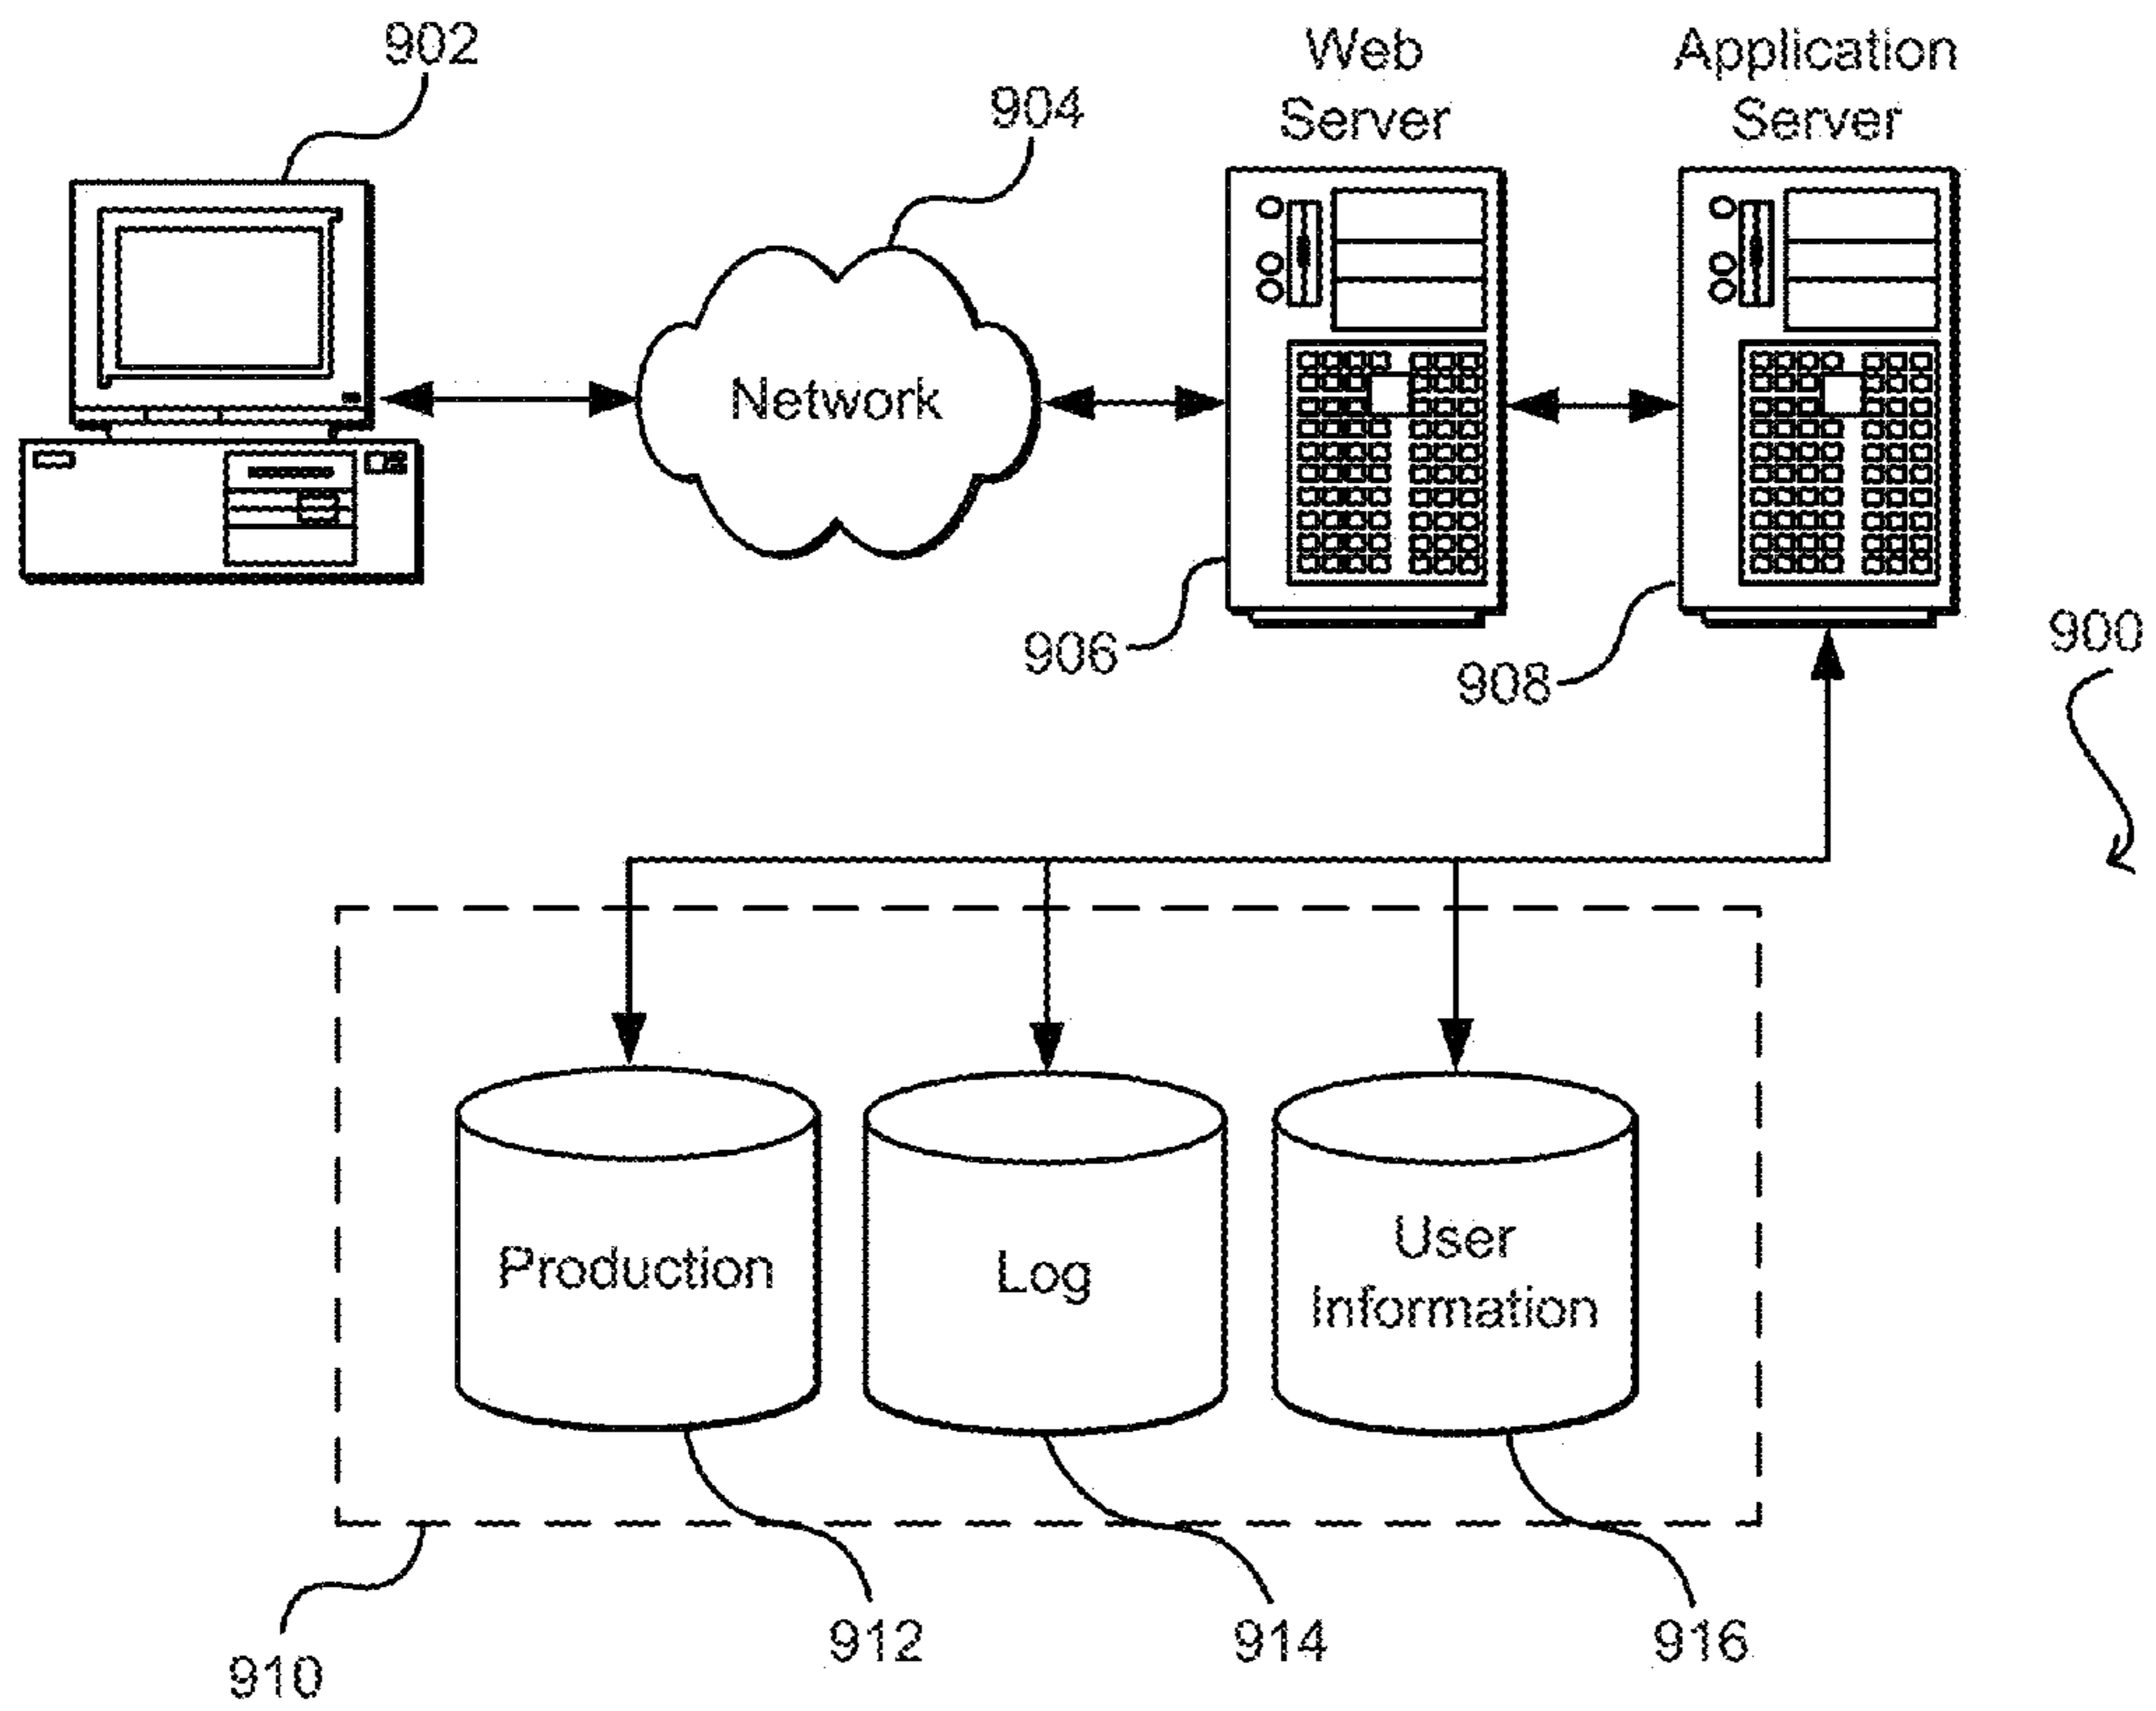 902
904
Web
Server
Application
Server
Network
906
908
900
Production
Log
User
Information
910
912
914
916